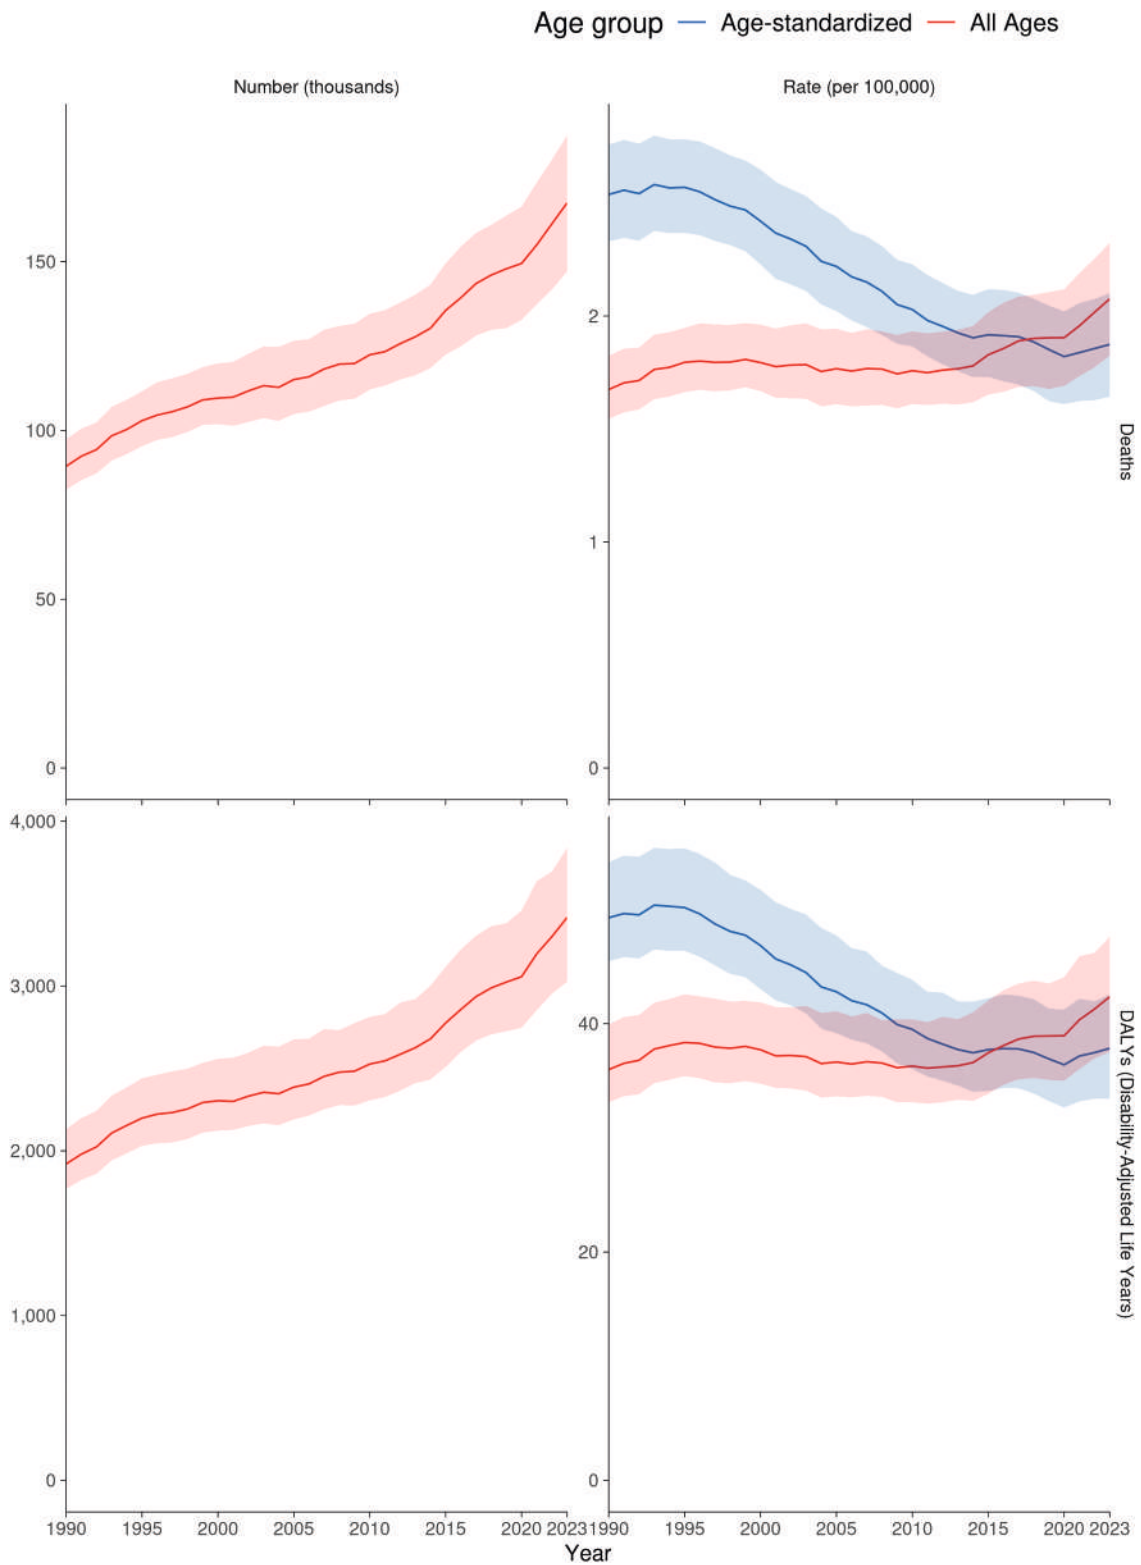 Age group Age-standardized All Ages
Number (thousands) Rate (per 100,000)
150
100
50
0
2
1
0
Deaths
4,000
3,000
2,000
1,000
0
40
20
0
DALYs (Disability-Adjusted Life Years)
1990 1995 2000 2005 2010 2015 2020 2023 1990 1995 2000 2005 2010 2015 2020 2023
Year